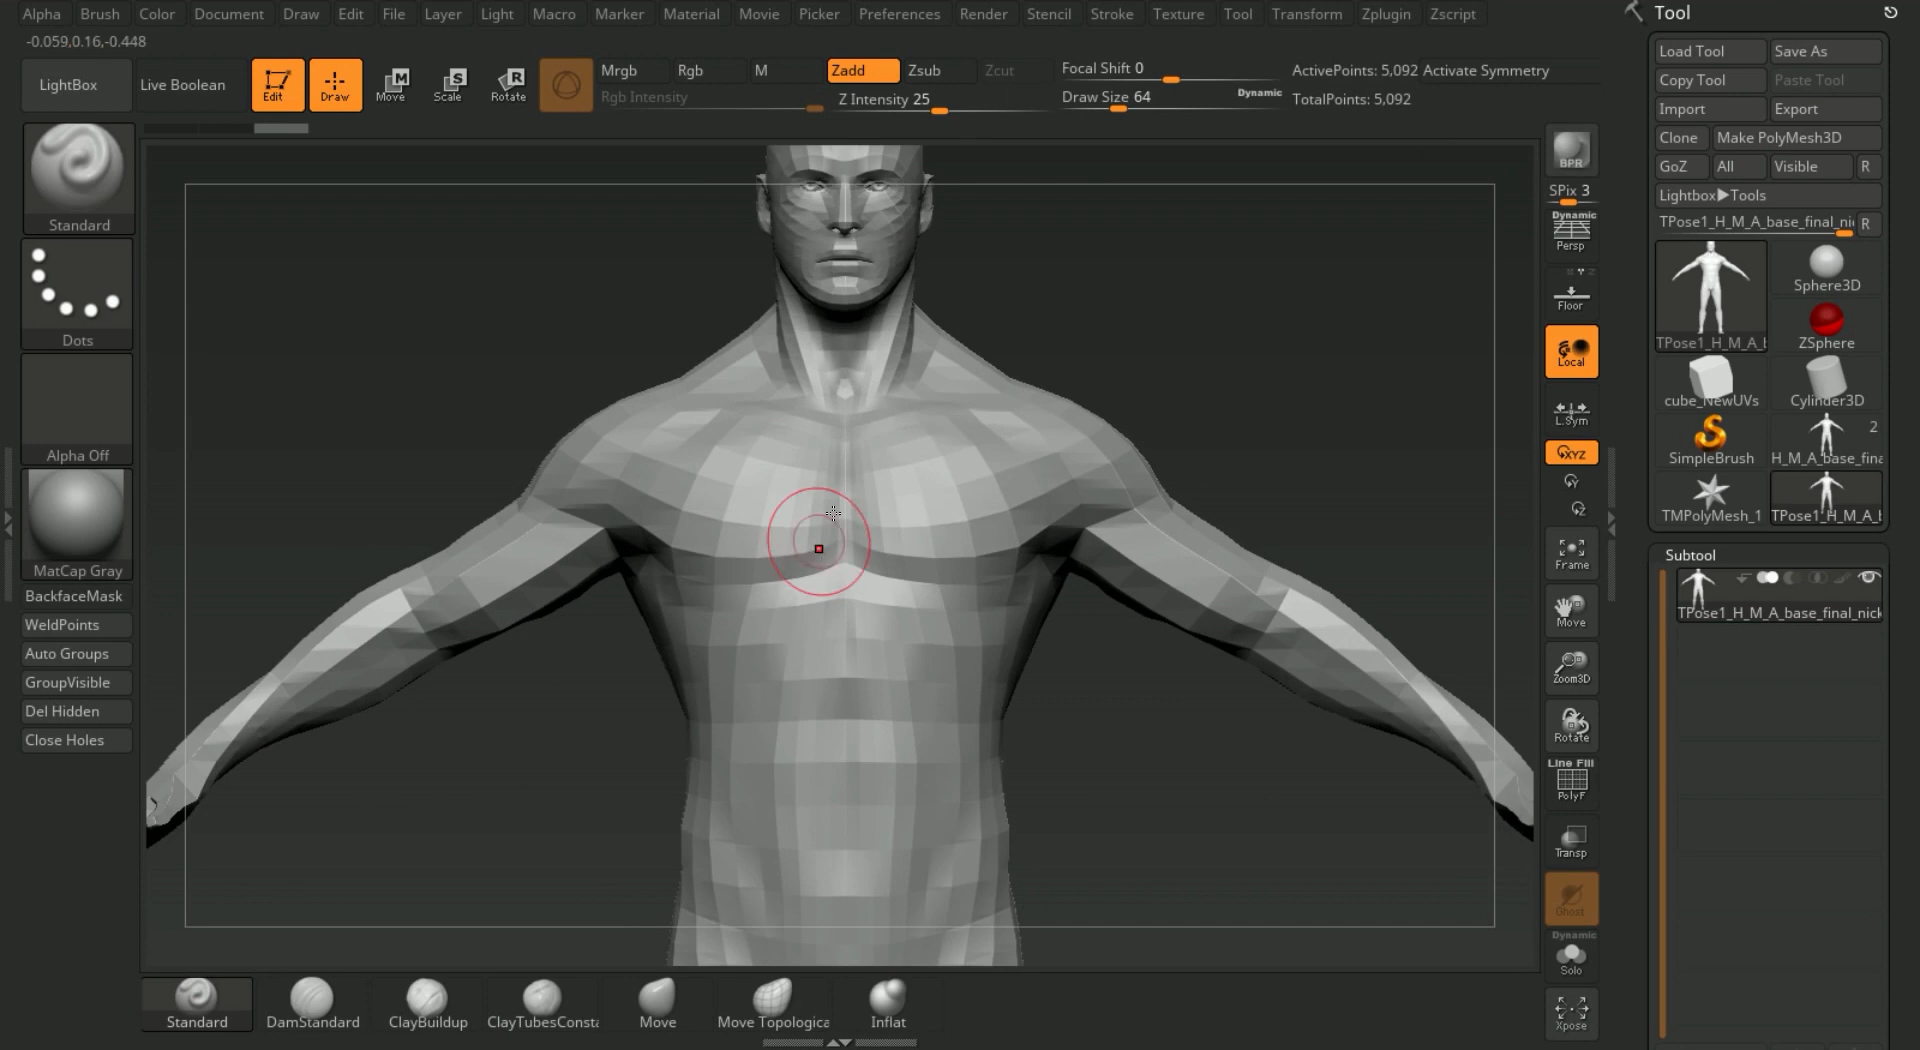 Alpha Brush Color Document Draw Edit File Layer Light Macro Marker Material Movie Picker Preferences Render Stencil Stroke Texture Tool Transform Zplugin Zscript
-0.059,0.16,-0.448
LightBox
Live Boolean
Edit
Draw
M
Move
S
Scale
R
Rotate
Mrgb Rgb M Zadd Zsub Zcut
Rgb Intensity
Z Intensity 25
Focal Shift 0
Draw Size 64
Dynamic
ActivePoints: 5,092 Activate Symmetry
TotalPoints: 5,092
Standard
Dots
Alpha Off
MatCap Gray
BackfaceMask
WeldPoints
Auto Groups
GroupVisible
Del Hidden
Close Holes
Standard DamStandard ClayBuildup ClayTubesConsta Move Move Topologica Inflat
BPR
SPix 3
Dynamic
Persp
Floor
Local
L.Sym
XYZ
Y
Z
Frame
Move
Zoom3D
Rotate
Line Fill
PolyF
Transp
Ghost
Dynamic
Solo
Xpose
Tool
Load Tool Save As
Copy Tool Paste Tool
Import Export
Clone Make PolyMesh3D
GoZ All Visible R
Lightbox▶Tools
TPose1_H_M_A_base_final_ni R
TPose1_H_M_A_b
Sphere3D
ZSphere
cube_NewUVs Cylinder3D
2
SimpleBrush H_M_A_base_fina
TMPolyMesh_1 TPose1_H_M_A_b
Subtool
TPose1_H_M_A_base_final_nick